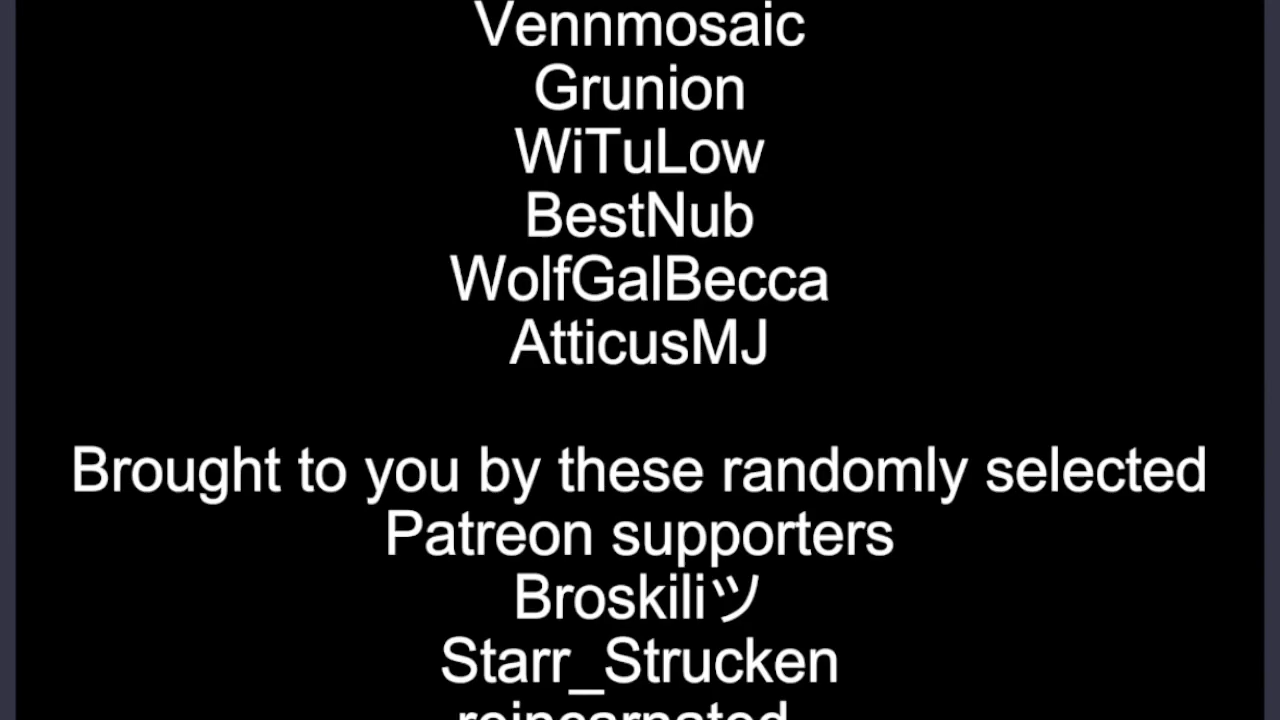 Vennmosaic
Grunion
WiTuLow
BestNub
WolfGalBecca
AtticusMJ
Brought to you by these randomly selected
Patreon supporters
Broskiliツ
Starr_Strucken
reincarnated